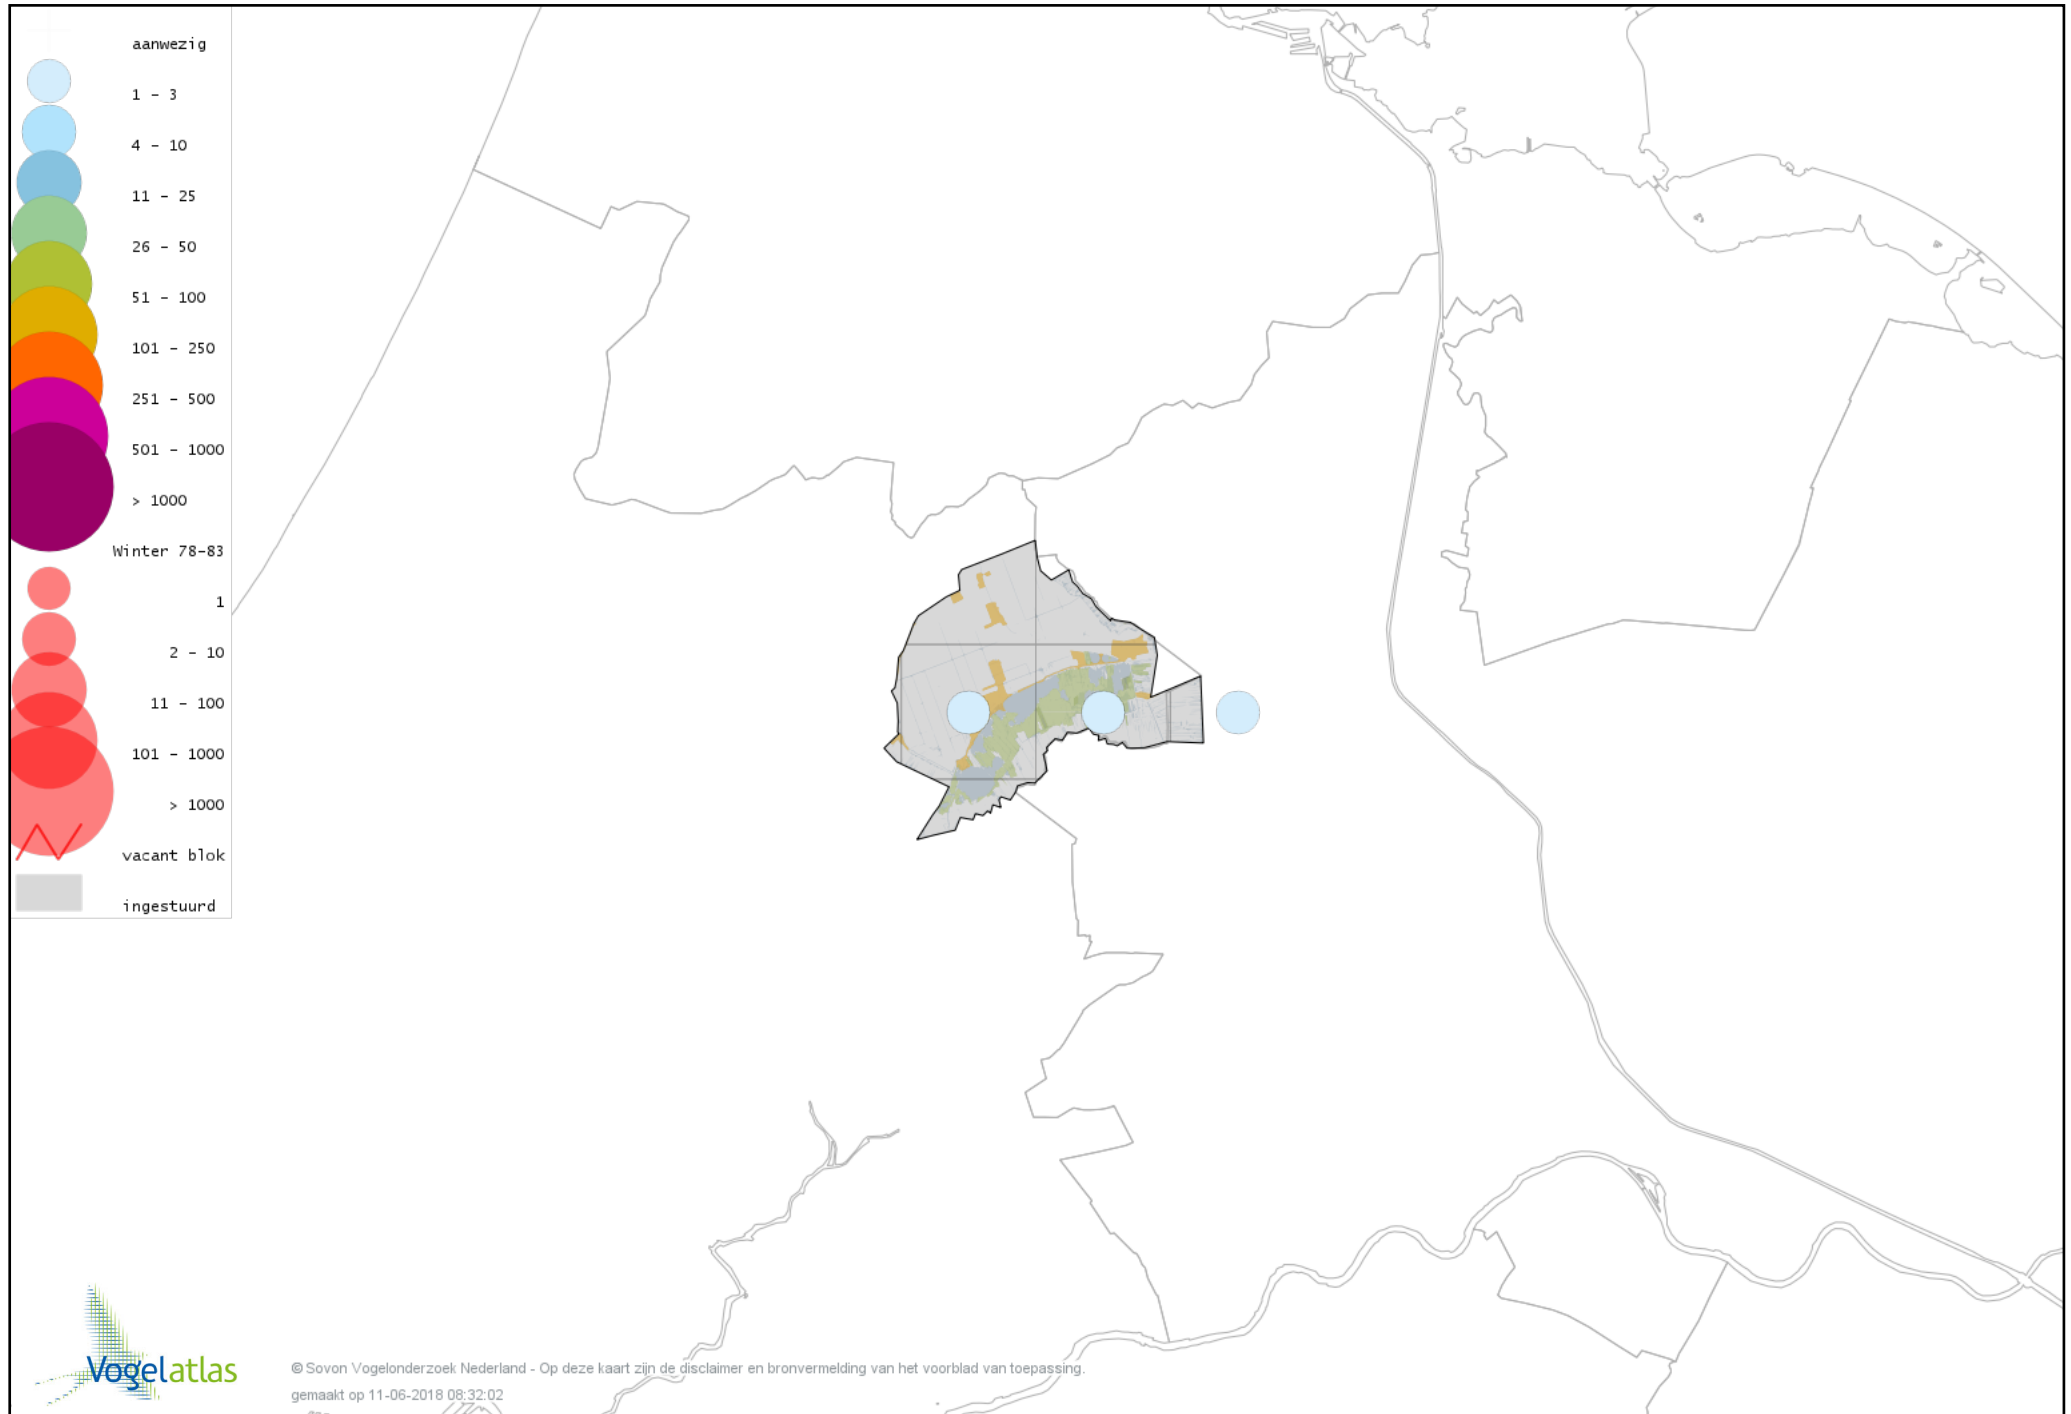 aanwezig
1 - 3
4 - 10
11 - 25
26 - 50
51 - 100
101 - 250
251 - 500
501 - 1000
> 1000
Winter 78-83
1
2 - 10
11 - 100
101 - 1000
> 1000
vacant blok
ingestuurd
Vogelatlas
© Sovon Vogelonderzoek Nederland - Op deze kaart zijn de disclaimer en bronvermelding van het voorblad van toepassing.
gemaakt op 11-06-2018 08:32:02